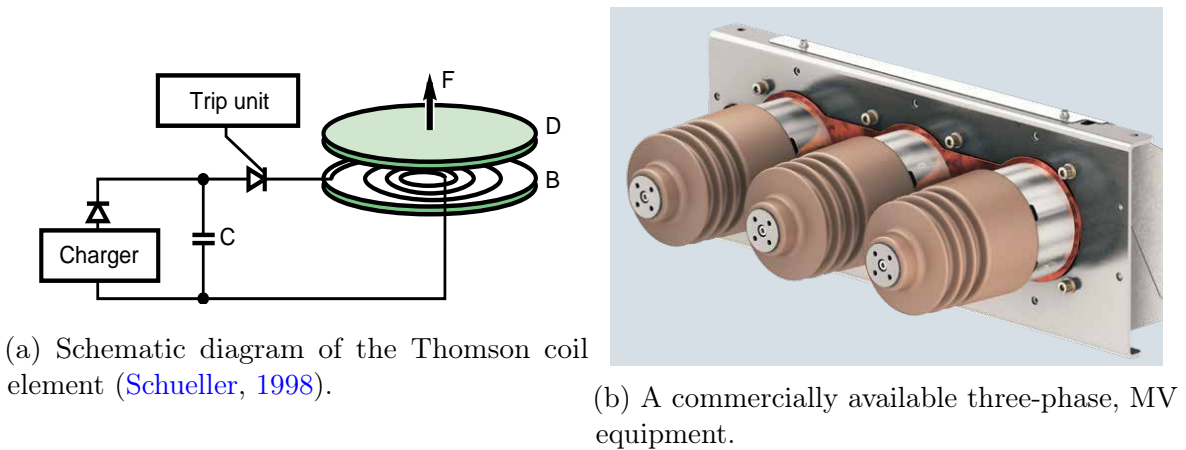 Trip unit
F
D
B
C
Charger
(a) Schematic diagram of the Thomson coil
element (Schueller, 1998).
(b) A commercially available three-phase, MV
equipment.